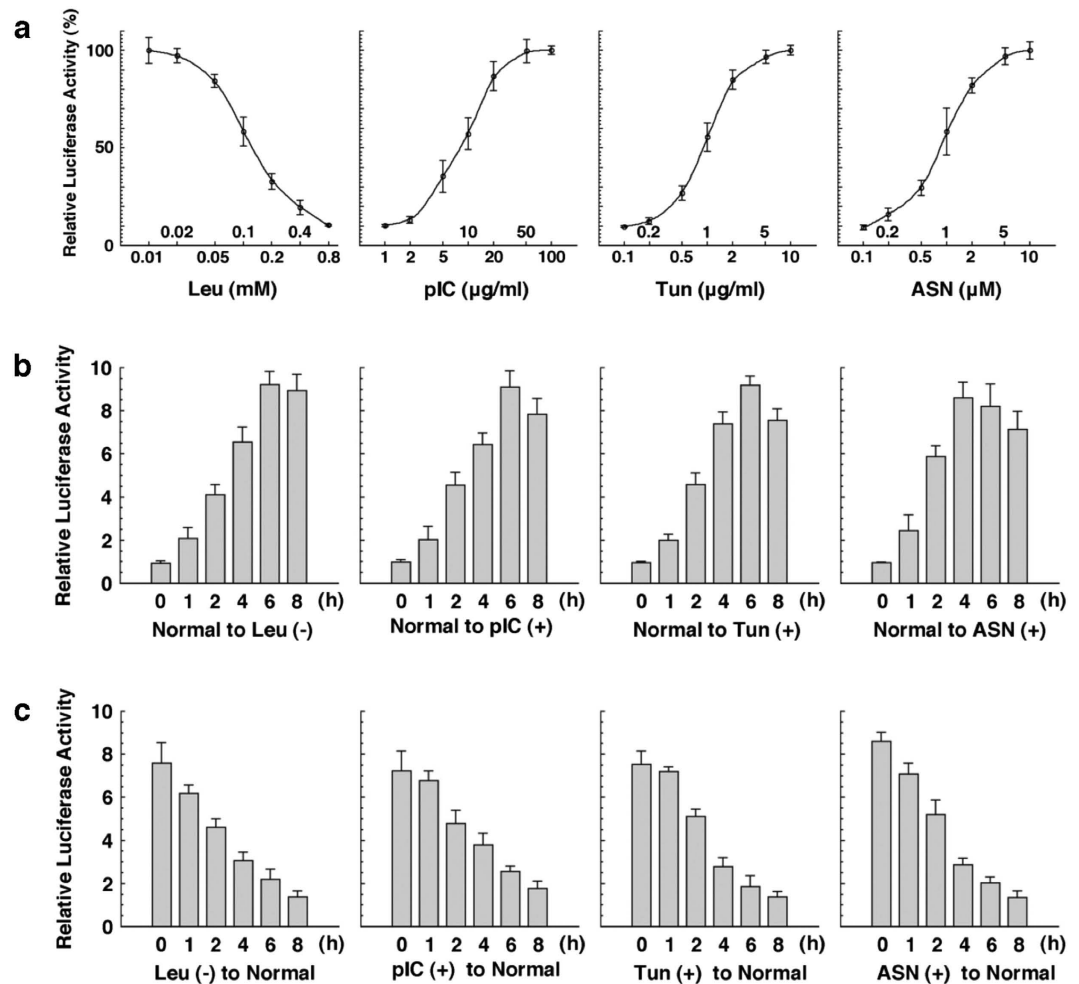 a
Relative Luciferase Activity (%)
100
50
0
0.02 0.1 0.4
0.01 0.05 0.2 0.8
Leu (mM)
10 50
1 2 5 20 100
pIC (µg/ml)
0.2 1 5
0.1 0.5 2 10
Tun (µg/ml)
0.2 1 5
0.1 0.5 2 10
ASN (µM)
b
Relative Luciferase Activity
10
8
6
4
2
0
0 1 2 4 6 8 (h)
Normal to Leu (-)
0 1 2 4 6 8 (h)
Normal to pIC (+)
0 1 2 4 6 8 (h)
Normal to Tun (+)
0 1 2 4 6 8 (h)
Normal to ASN (+)
c
Relative Luciferase Activity
10
8
6
4
2
0
0 1 2 4 6 8 (h)
Leu (-) to Normal
0 1 2 4 6 8 (h)
pIC (+) to Normal
0 1 2 4 6 8 (h)
Tun (+) to Normal
0 1 2 4 6 8 (h)
ASN (+) to Normal